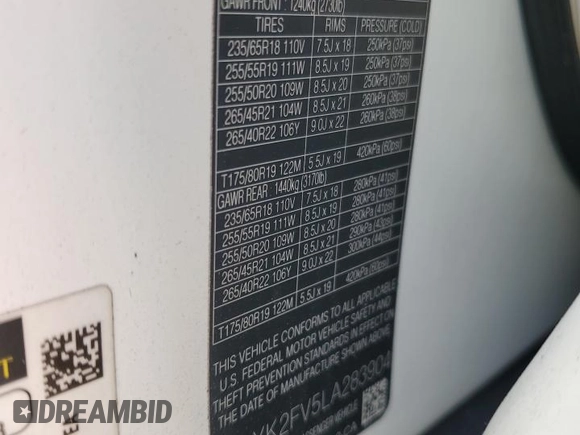 GAWR FRONT : 1240kg (2730lb)
TIRES RIMS PRESSURE (COLD)
235/65R18 110V 7.5J x 18 250kPa (37psi)
255/55R19 111W 8.5J x 19 250kPa (37psi)
255/50R20 109W 8.5J x 20 250kPa (37psi)
265/45R21 104W 8.5J x 21 260kPa (38psi)
265/40R22 106Y 9.0J x 22 260kPa (38psi)
T175/80R19 122M 5.5J x 19 420kPa (60psi)
GAWR REAR : 1440kg (3170lb)
235/65R18 110V 7.5J x 18 280kPa (41psi)
255/55R19 111W 8.5J x 19 280kPa (41psi)
255/50R20 109W 8.5J x 20 280kPa (41psi)
265/45R21 104W 8.5J x 21 290kPa (43psi)
265/40R22 106Y 9.0J x 22 300kPa (44psi)
T175/80R19 122M 5.5J x 19 420kPa (60psi)
THIS VEHICLE CONFORMS TO ALL APPLICABLE
U.S. FEDERAL MOTOR VEHICLE SAFETY AND
THEFT PREVENTION STANDARDS IN EFFECT
ON THE DATE OF MANUFACTURE SHOWN ABOVE.
YK2FV5LA283904
PASSENGER VEHICLE
T
DREAMBID